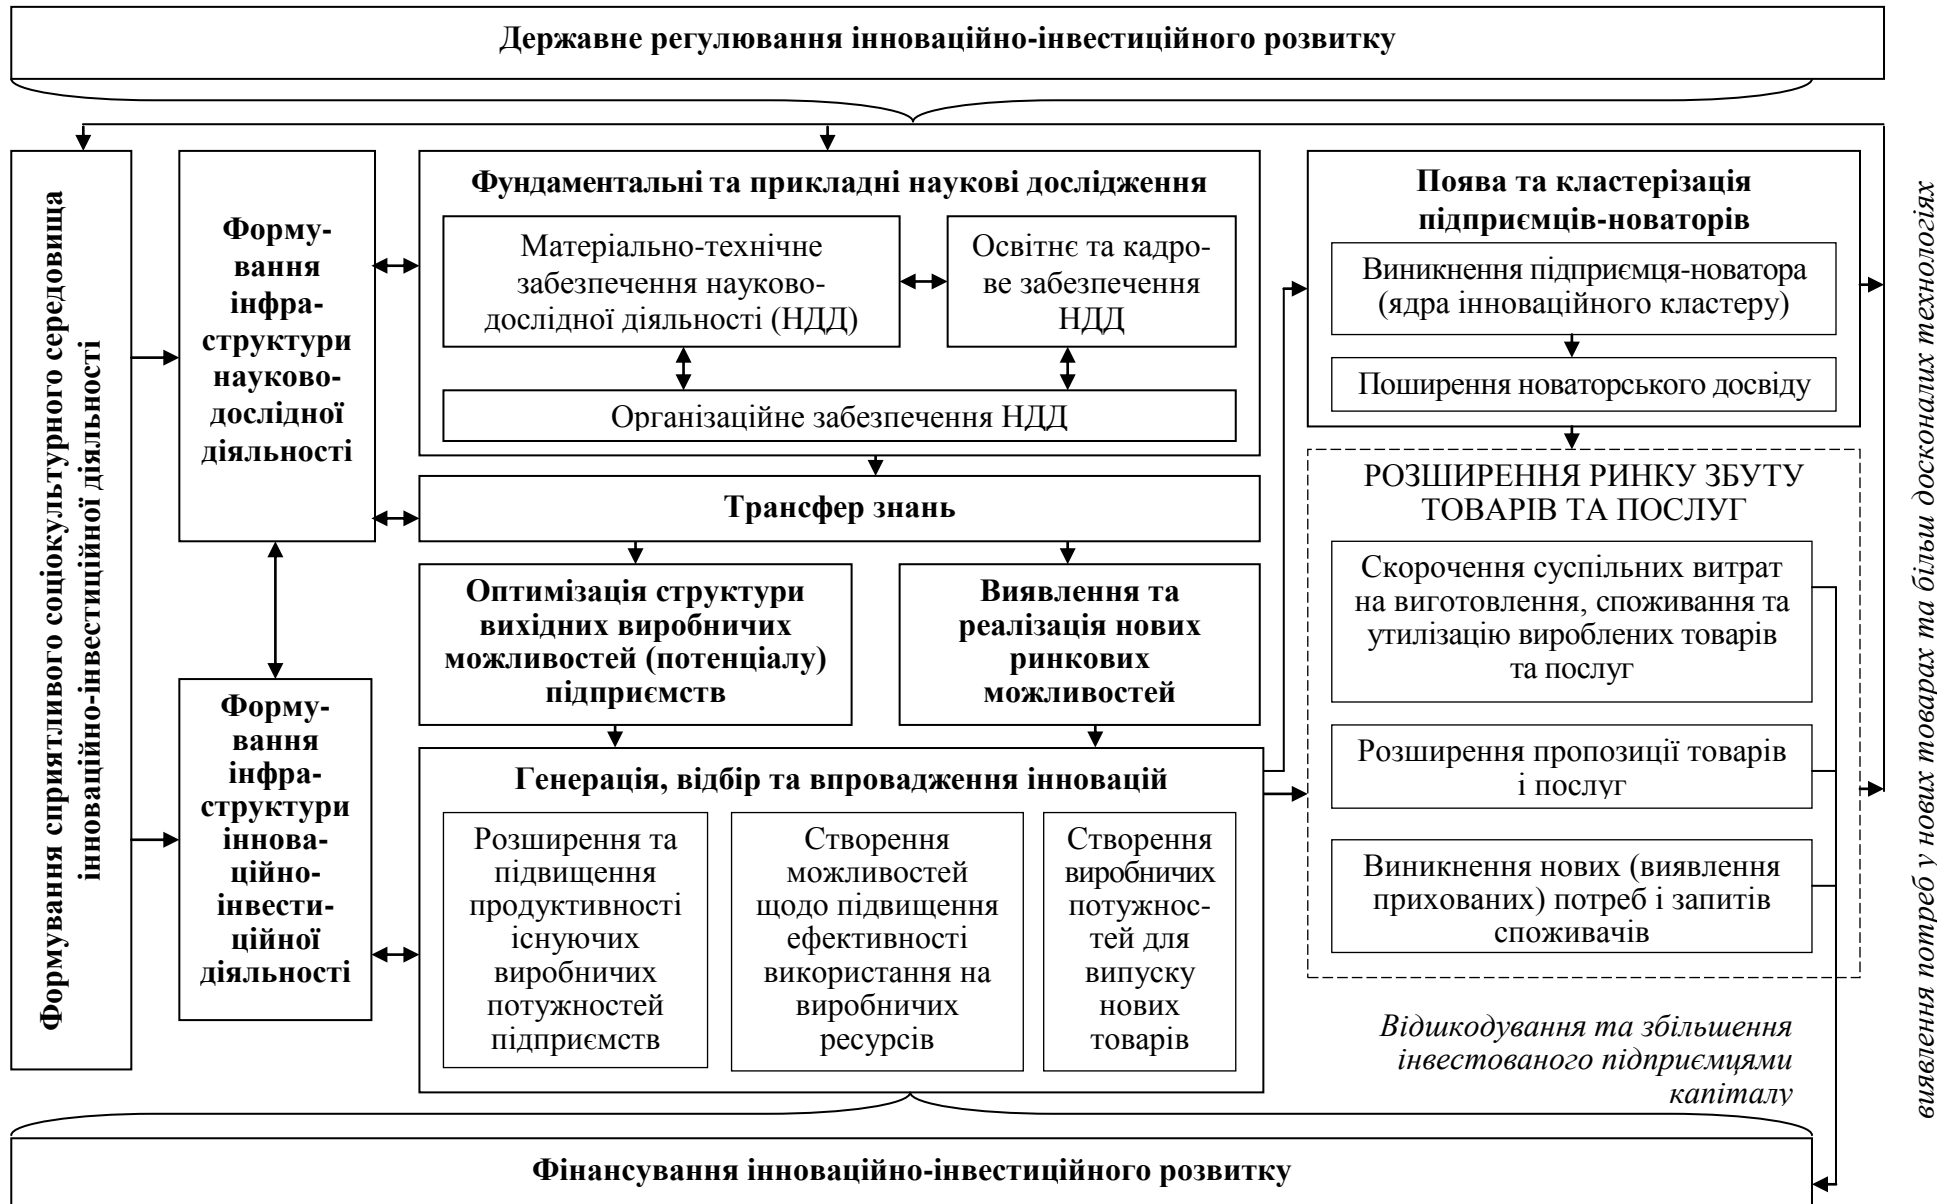 Державне регулювання інноваційно-інвестиційного розвитку
Формування сприятливого соціокультурного середовища
інноваційно-інвестиційної діяльності
Форму-
вання
інфра-
структури
науково-
дослідної
діяльності
Форму-
вання
інфра-
структури
іннова-
ційно-
інвести-
ційної
діяльності
Фундаментальні та прикладні наукові дослідження
Матеріально-технічне
забезпечення науково-
дослідної діяльності (НДД)
Освітнє та кадро-
ве забезпечення
НДД
Організаційне забезпечення НДД
Трансфер знань
Оптимізація структури
вихідних виробничих
можливостей (потенціалу)
підприємств
Виявлення та
реалізація нових
ринкових
можливостей
Генерація, відбір та впровадження інновацій
Розширення та
підвищення
продуктивності
існуючих
виробничих
потужностей
підприємств
Створення
можливостей
щодо підвищення
ефективності
використання на
виробничих
ресурсів
Створення
виробничих
потужнос-
тей для
випуску
нових
товарів
Поява та кластерізація
підприємців-новаторів
Виникнення підприємця-новатора
(ядра інноваційного кластеру)
Поширення новаторського досвіду
РОЗШИРЕННЯ РИНКУ ЗБУТУ
ТОВАРІВ ТА ПОСЛУГ
Скорочення суспільних витрат
на виготовлення, споживання та
утилізацію вироблених товарів
та послуг
Розширення пропозиції товарів
і послуг
Виникнення нових (виявлення
прихованих) потреб і запитів
споживачів
Відшкодування та збільшення
інвестованого підприємцями
капіталу
виявлення потреб у нових товарах та більш досконалих технологіях
Фінансування інноваційно-інвестиційного розвитку